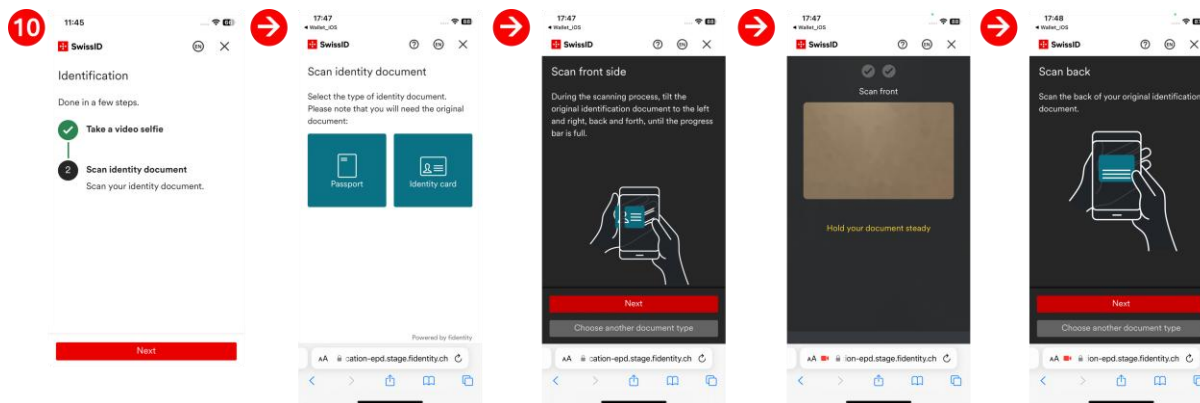 10
11:45
SwissID
EN
Identification
Done in a few steps.
Take a video selfie
2
Scan identity document
Scan your identity document.
Next
17:47
Wallet_iOS
SwissID
EN
Scan identity document
Select the type of identity document.
Please note that you will need the original
document:
Passport
Identity card
Powered by fidentity
AA
cation-epd.stage.fidentity.ch
17:47
Wallet_iOS
SwissID
EN
Scan front side
During the scanning process, tilt the
original identification document to the left
and right, back and forth, until the progress
bar is full.
Next
Choose another document type
AA
cation-epd.stage.fidentity.ch
17:47
Wallet_iOS
SwissID
EN
Scan front
Hold your document steady
AA
ion-epd.stage.fidentity.ch
17:48
Wallet_iOS
SwissID
EN
Scan back
Scan the back of your original identification
document.
Next
Choose another document type
AA
ion-epd.stage.fidentity.ch